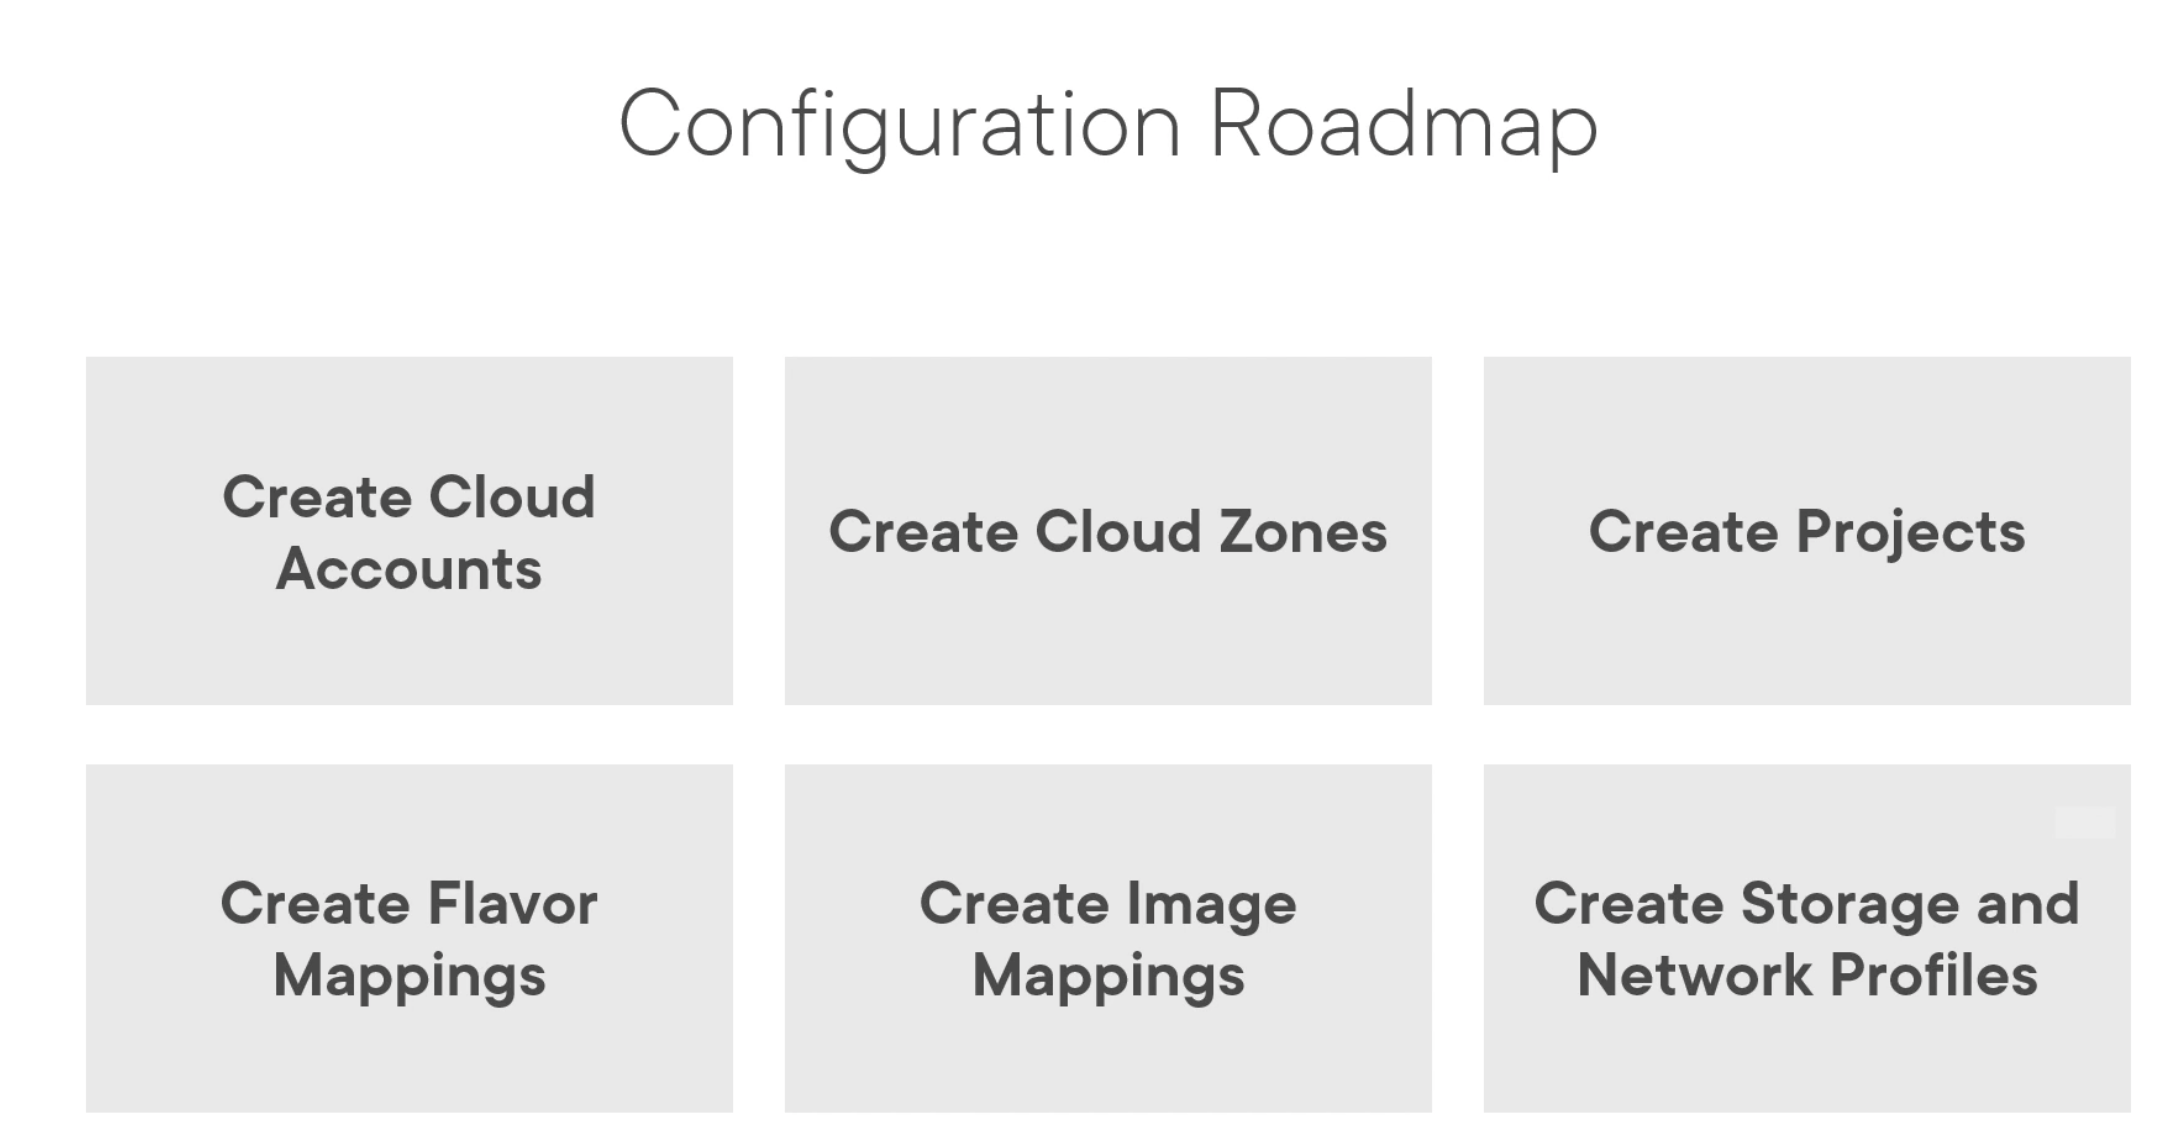 Configuration Roadmap
Create Cloud
Accounts
Create Cloud Zones
Create Projects
Create Flavor
Mappings
Create Image
Mappings
Create Storage and
Network Profiles